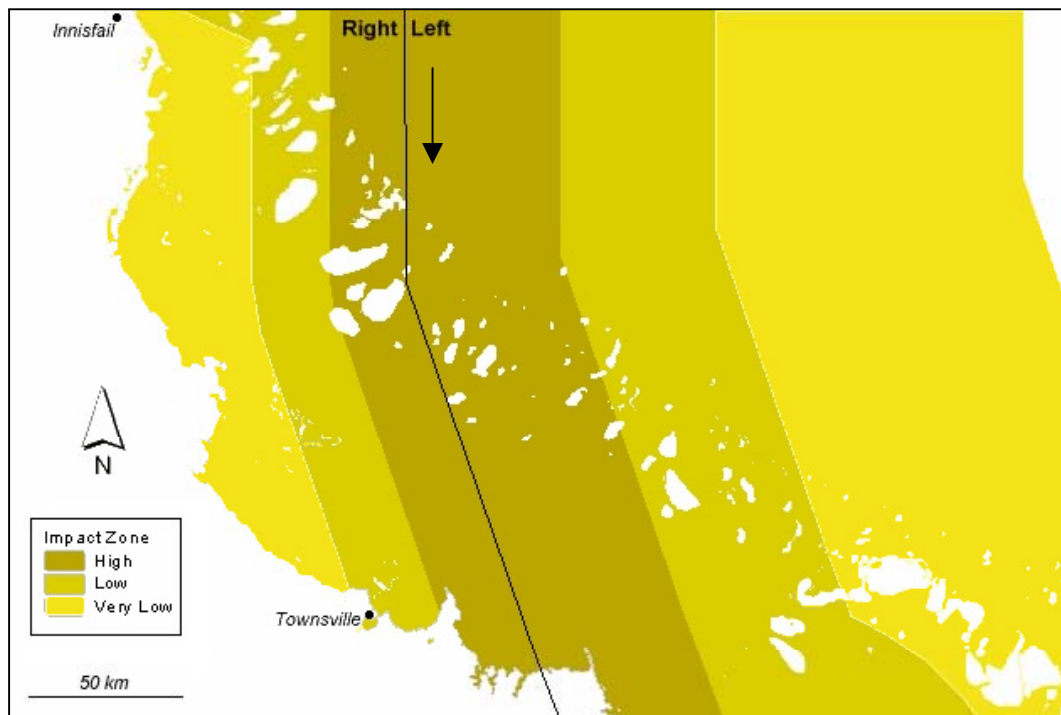 Innisfail
Right Left
N
Impact Zone
High
Low
Very Low
Townsville
50 km